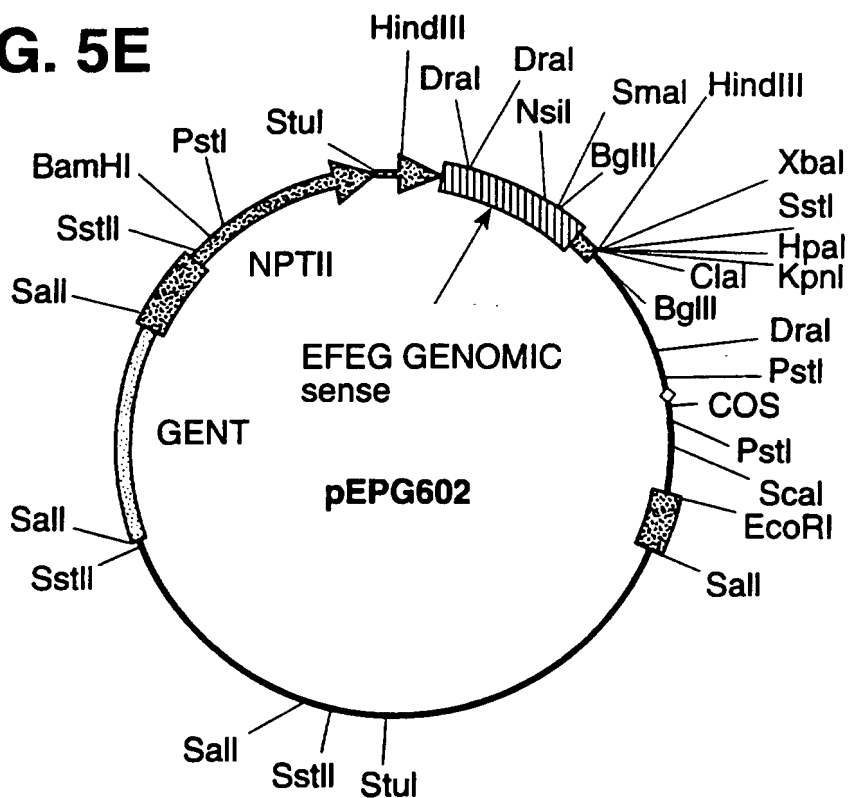 G. 5E
HindIII
DraI
DraI
NsiI
SmaI
HindIII
BglII
XbaI
SstI
HpaI
KpnI
ClaI
BglII
DraI
PstI
COS
PstI
ScaI
EcoRI
SalI
StuI
SstII
SalI
SstII
SalI
GENT
SalI
SstII
BamHI
PstI
StuI
NPTII
EFEG GENOMIC
sense
pEPG602